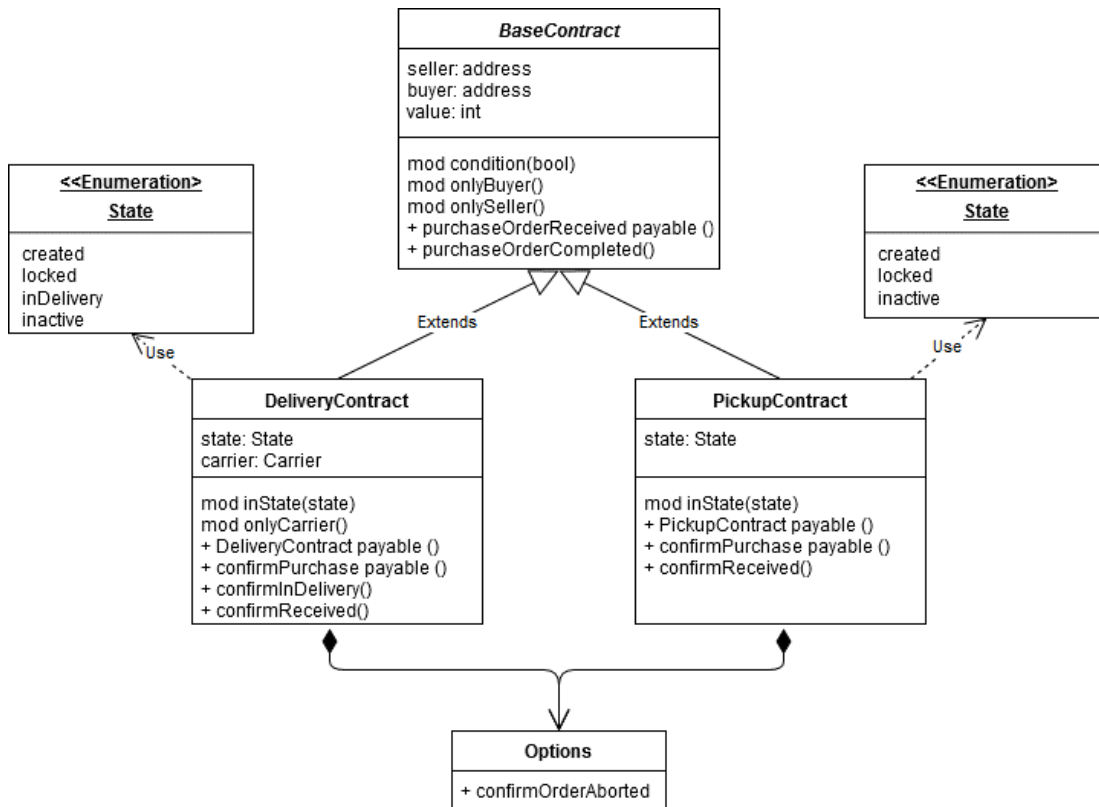 BaseContract
seller: address
buyer: address
value: int
mod condition(bool)
mod onlyBuyer()
mod onlySeller()
+ purchaseOrderReceived payable ()
+ purchaseOrderCompleted()
<<Enumeration>
State
created
locked
inDelivery
inactive
<<Enumeration>
State
created
locked
inactive
Extends
Extends
Use
Use
DeliveryContract
state: State
carrier: Carrier
mod inState(state)
mod onlyCarrier()
+ DeliveryContract payable ()
+ confirmPurchase payable ()
+ confirmInDelivery()
+ confirmReceived()
PickupContract
state: State
mod inState(state)
+ PickupContract payable ()
+ confirmPurchase payable ()
+ confirmReceived()
Options
+ confirmOrderAborted